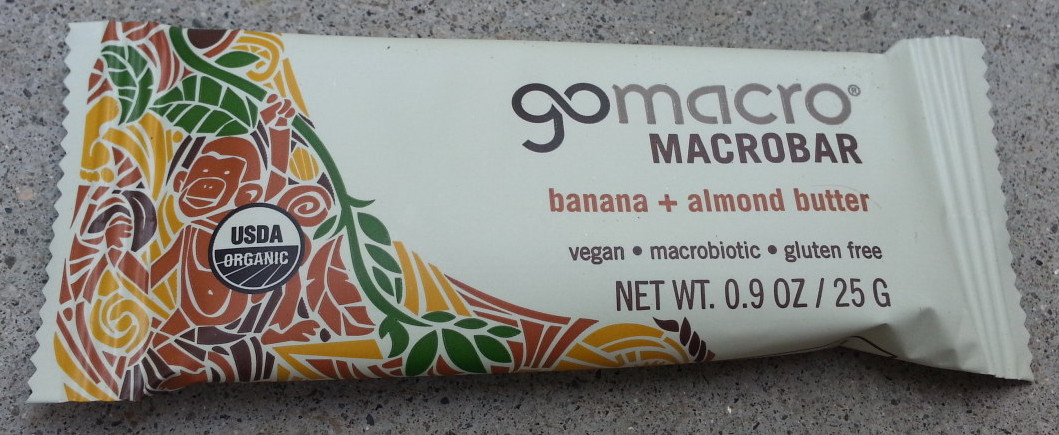 gomacro®
MACROBAR
banana + almond butter
vegan • macrobiotic • gluten free
NET WT. 0.9 OZ / 25 G
USDA
ORGANIC